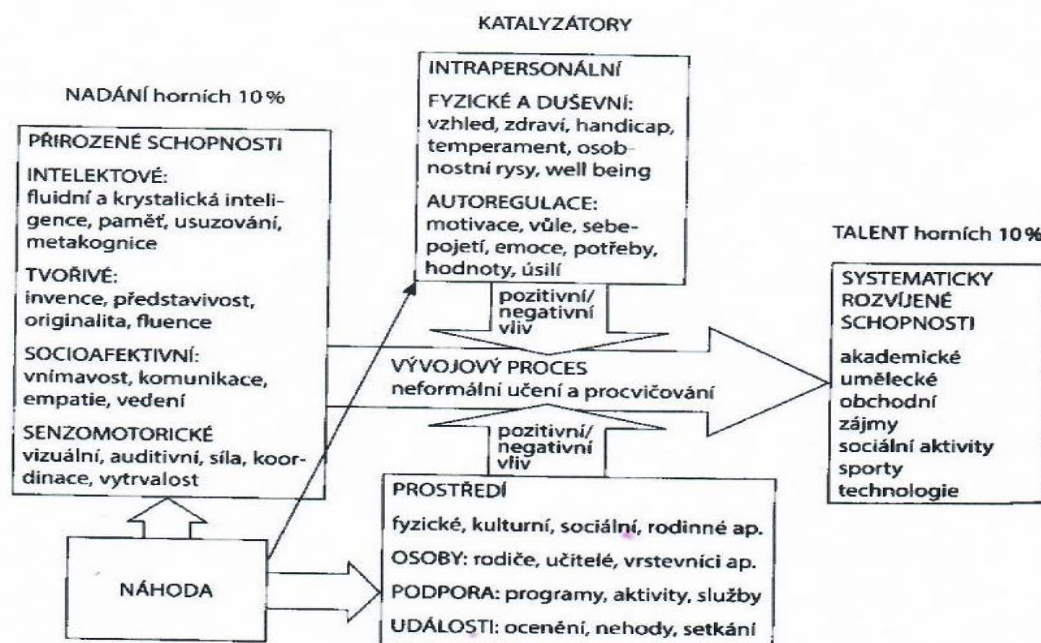 KATALYZÁTORY
NADÁNÍ horních 10%
PŘIROZENÉ SCHOPNOSTI
INTELEKTOVÉ:
fluidní a krystalická inteli-
gence, paměť, usuzování,
metakognice
TVOŘIVÉ:
invence, představivost,
originalita, fluence
SOCIOAFEKTIVNÍ:
vnímavost, komunikace,
empatie, vedení
SENZOMOTORICKÉ
vizuální, auditivní, síla, koor-
dinace, vytrvalost
NÁHODA
INTRAPERSONÁLNÍ
FYZICKÉ A DUŠEVNÍ:
vzhled, zdraví, handicap,
temperament, osob-
nostní rysy, well being
AUTOREGULACE:
motivace, vůle, sebe-
pojetí, emoce, potřeby,
hodnoty, úsilí
pozitivní/
negativní
vliv
VÝVOJOVÝ PROCES
neformální učení a procvičování
pozitivní/
negativní
vliv
PROSTŘEDÍ
fyzické, kulturní, sociální, rodinné ap.
OSOBY: rodiče, učitelé, vrstevníci ap.
PODPORA: programy, aktivity, služby
UDÁLOSTI: ocenění, nehody, setkání
TALENT horních 10%
SYSTEMATICKY
ROZVÍJENÉ
SCHOPNOSTI
akademické
umělecké
obchodní
zájmy
sociální aktivity
sporty
technologie